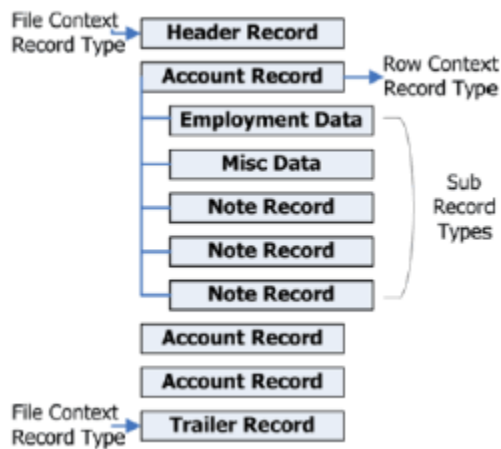 File Context
Record Type
Header Record
Account Record
Row Context
Record Type
Employment Data
Misc Data
Note Record
Note Record
Note Record
Sub
Record
Types
Account Record
Account Record
File Context
Record Type
Trailer Record